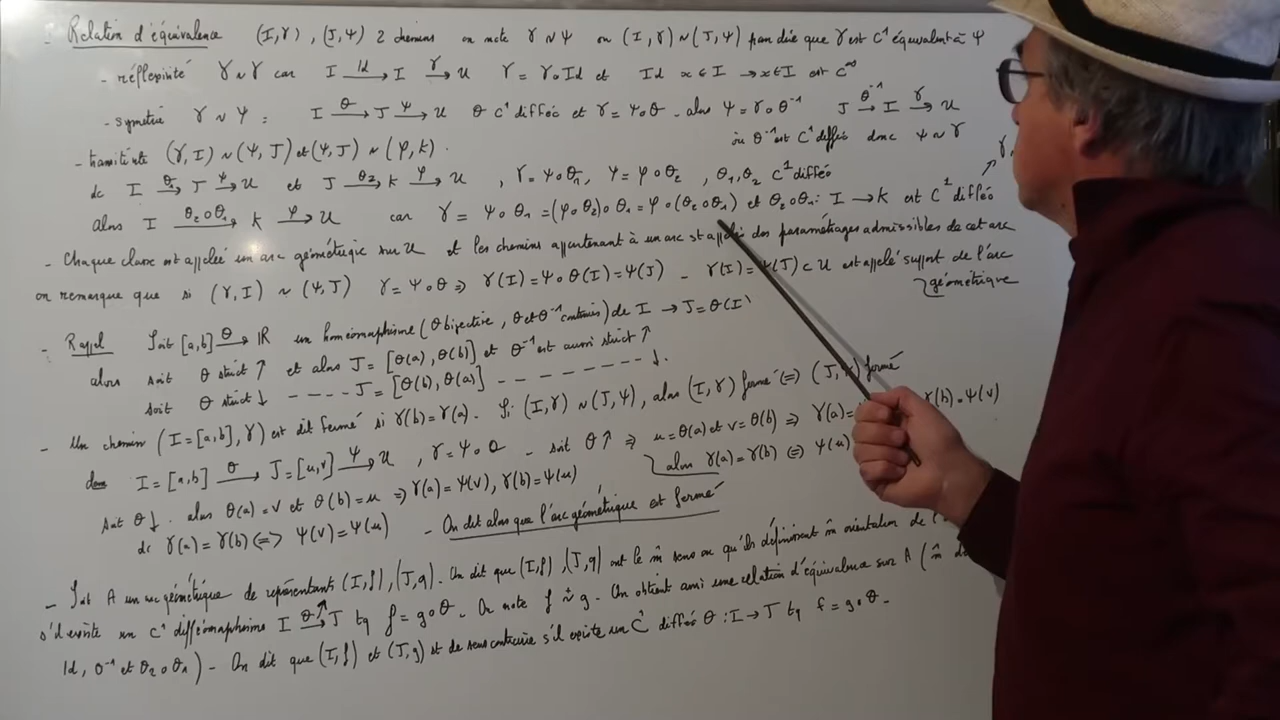 - Relation d'équivalence (I,γ), (J,Ψ) 2 chemins on note γ ~ Ψ ou (I,γ) ~ (J,Ψ) pour dire que γ est C¹ équivalent à Ψ
- réflexivité γ ~ γ car I —Id→ I —γ→ U γ = γ∘Id et Id x∈I → x∈I est C^∞
- symétrie γ ~ Ψ : I —θ→ J —Ψ→ U θ C¹ difféo et γ = Ψ∘θ - alors Ψ = γ∘θ⁻¹ J —θ⁻¹→ I —γ→ U
où θ⁻¹ est C¹ difféo donc Ψ ~ γ
- transitivité (γ,I) ~ (Ψ,J) et (Ψ,J) ~ (φ,K).
dc I —θ₁→ J —Ψ→ U et J —θ₂→ K —φ→ U, γ = Ψ∘θ₁, Ψ = φ∘θ₂, θ₁,θ₂ C¹ difféo
Alors I —θ₂∘θ₁→ K —φ→ U car γ = Ψ∘θ₁ = (φ∘θ₂)∘θ₁ = φ∘(θ₂∘θ₁) et θ₂∘θ₁ : I → K est C¹ difféo
- Chaque classe est appelée un arc géométrique sur U et les chemins appartenant à un arc st appelés des paramétrages admissibles de cet arc
on remarque que si (γ,I) ~ (Ψ,J) γ = Ψ∘θ ⇒ γ(I) = Ψ∘θ(I) = Ψ(J) - γ(I) = Ψ(J) ⊂ U est appelé support de l'arc géométrique
- Rappel Soit [a,b] —θ→ ℝ un homéomorphisme (θ bijective, θ et θ⁻¹ continues) de I → J = θ(I)
alors soit θ strict ↑ et alors J = [θ(a), θ(b)] et θ⁻¹ est aussi strict ↑
soit θ strict ↓ ---- J = [θ(b), θ(a)] - - - - - - - - ↓.
- Un chemin (I = [a,b], γ) est dit fermé si γ(b) = γ(a). Si (I,γ) ~ (J,Ψ), alors (I,γ) fermé ⇔ (J, fermé
I = [a,b] —θ→ J = [u,v] —Ψ→ U, γ = Ψ∘θ - soit θ↑ ⇒ u = θ(a) et v = θ(b) ⇒ γ(a) = γ(b) = Ψ(v)
alors γ(a) = γ(b) ⇔ Ψ(u)
soit θ↓. alors θ(a) = v et θ(b) = u ⇒ γ(a) = Ψ(v), γ(b) = Ψ(u)
dc γ(a) = γ(b) ⇔ Ψ(v) = Ψ(u) - On dit alors que l'arc géométrique est fermé
- Soit A un arc géométrique de représentants (I,f), (J,g). On dit que (I,f), (J,g) ont le m̂ sens ou qu'ils définissent m̂ orientation de
s'il existe un C¹ difféomorphisme I —θ↑→ J tq f = g∘θ. On note f ~⁺ g. On obtient ainsi une relation d'équivalence sur A (m̂
Id, θ⁻¹ et θ₂∘θ₁) - On dit que (I,f) et (J,g) st de sens contraire s'il existe un C¹ difféo θ : I → J tq f = g∘θ -